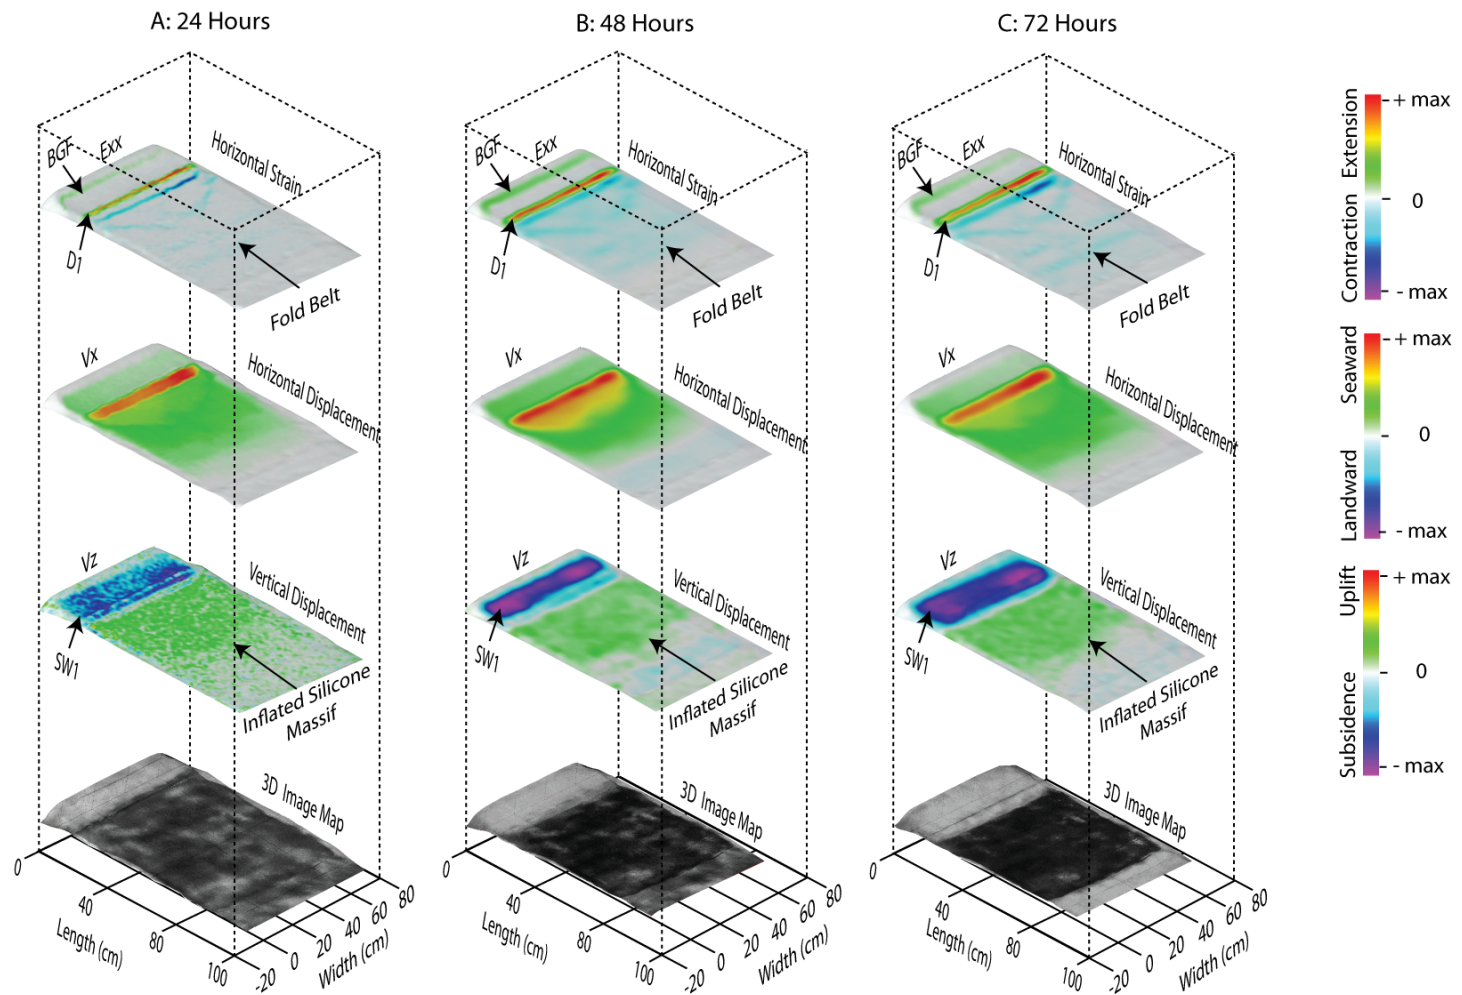 A: 24 Hours
BGF
Exx
Horizontal Strain
D1
Fold Belt
Vx
Horizontal Displacement
Vz
Vertical Displacement
SW1
Inflated Silicone
Massif
3D Image Map
0
40
80
100
Length (cm)
-20
0
20
40
60
80
Width (cm)
B: 48 Hours
BGF
Exx
Horizontal Strain
D1
Fold Belt
Vx
Horizontal Displacement
Vz
Vertical Displacement
SW1
Inflated Silicone
Massif
3D Image Map
0
40
80
100
Length (cm)
-20
0
20
40
60
80
Width (cm)
C: 72 Hours
BGF
Exx
Horizontal Strain
D1
Fold Belt
Vx
Horizontal Displacement
Vz
Vertical Displacement
SW1
Inflated Silicone
Massif
3D Image Map
0
40
80
100
Length (cm)
-20
0
20
40
60
80
Width (cm)
Contraction Extension
+ max
0
- max
Landward Seaward
+ max
0
- max
Subsidence Uplift
+ max
0
- max